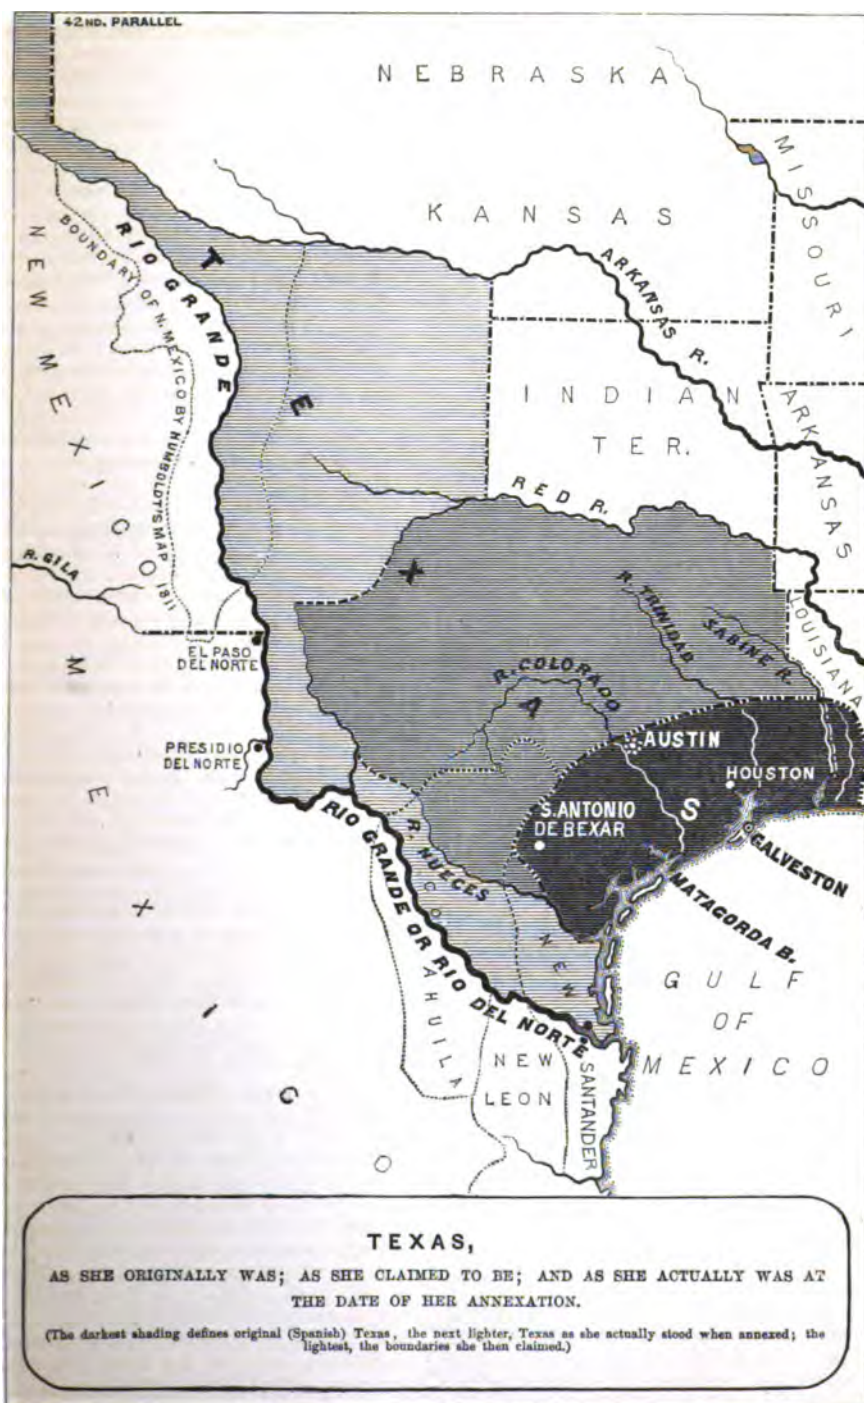 42ND. PARALLEL
NEBRASKA
KANSAS
MISSOURI
ARKANSAS R.
INDIAN
TER.
ARKANSAS
RED R.
LOUISIANA
NEW MEXICO
BOUNDARY OF N. MEXICO BY HUMBOLDT'S MAP 1811
RIO GRANDE
R. GILA
EL PASO
DEL NORTE
PRESIDIO
DEL NORTE
TEXAS
R. TRINIDAD
SABINE R.
R. COLORADO
AUSTIN
HOUSTON
S. ANTONIO
DE BEXAR
GALVESTON
MATAGORDA B.
R. NUECES
RIO GRANDE OR RIO DEL NORTE
MEXICO
COAHUILA
NEW
LEON
NEW
SANTANDER
GULF
OF
MEXICO
TEXAS,
AS SHE ORIGINALLY WAS; AS SHE CLAIMED TO BE; AND AS SHE ACTUALLY WAS AT
THE DATE OF HER ANNEXATION.
(The darkest shading defines original (Spanish) Texas, the next lighter, Texas as she actually stood when annexed; the
lightest, the boundaries she then claimed.)